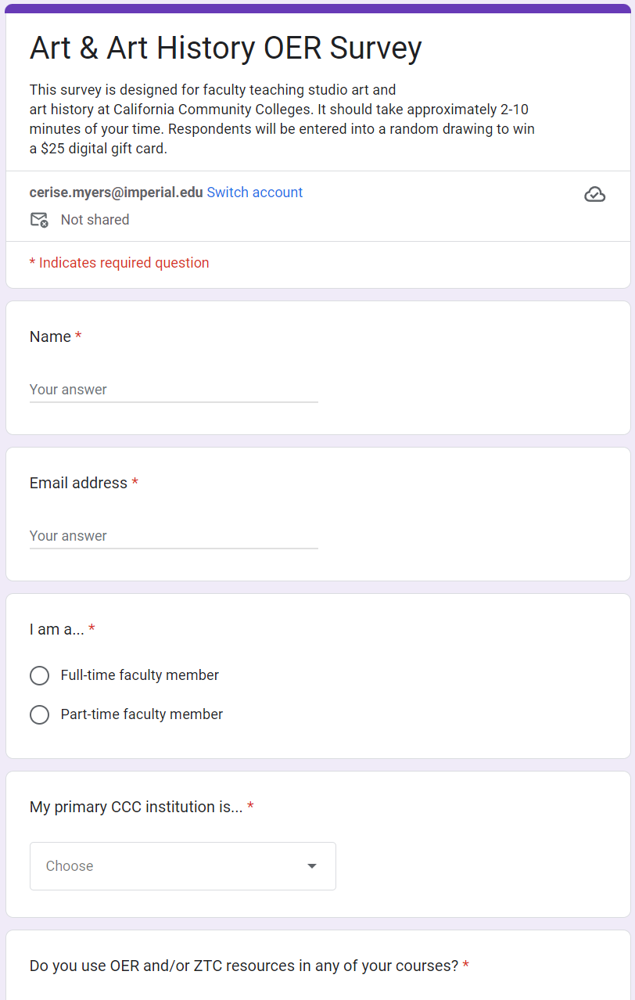 Art & Art History OER Survey
This survey is designed for faculty teaching studio art and
art history at California Community Colleges. It should take approximately 2-10
minutes of your time. Respondents will be entered into a random drawing to win
a $25 digital gift card.
cerise.myers@imperial.edu Switch account
Not shared
* Indicates required question
Name *
Your answer
Email address *
Your answer
I am a... *
Full-time faculty member
Part-time faculty member
My primary CCC institution is... *
Choose
Do you use OER and/or ZTC resources in any of your courses? *